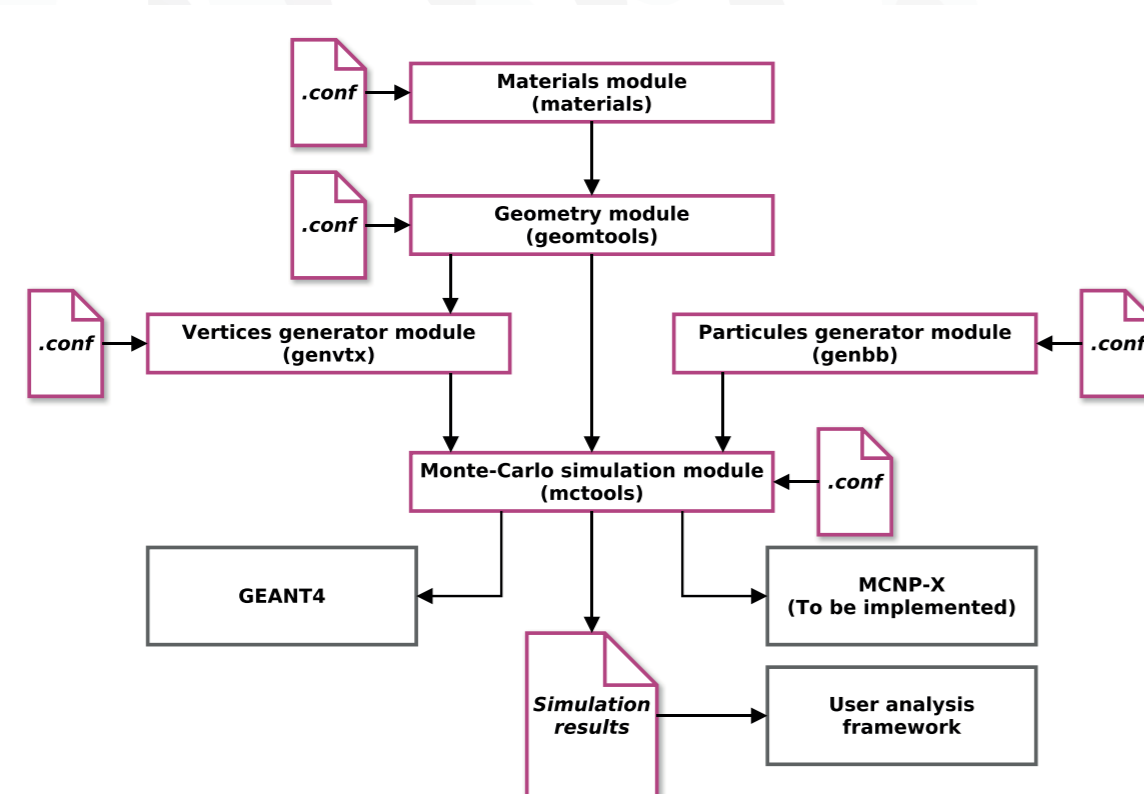 .conf
Materials module
(materials)
.conf
Geometry module
(geomtools)
.conf
Vertices generator module
(genvtx)
Particules generator module
(genbb)
.conf
Monte-Carlo simulation module
(mctools)
.conf
GEANT4
MCNP-X
(To be implemented)
Simulation
results
User analysis
framework